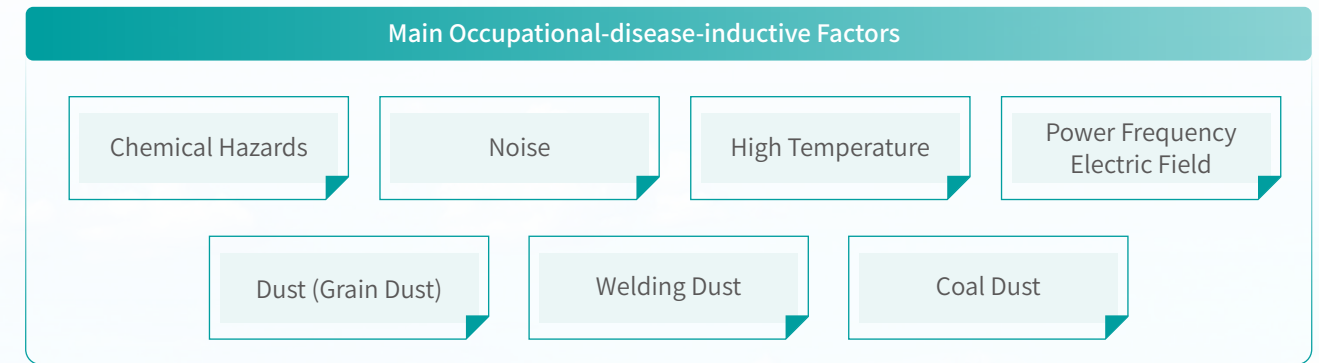 Main Occupational-disease-inductive Factors
Chemical Hazards
Noise
High Temperature
Power Frequency
Electric Field
Dust (Grain Dust)
Welding Dust
Coal Dust